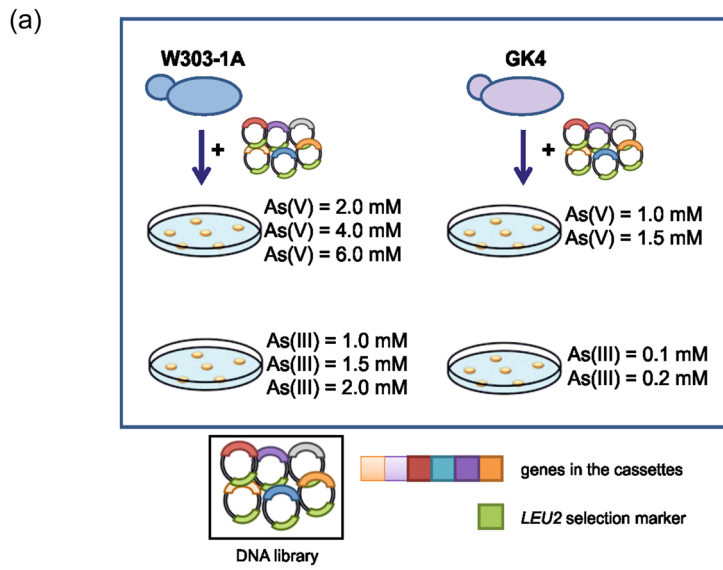 (a)
W303-1A
GK4
+
+
As(V) = 2.0 mM
As(V) = 4.0 mM
As(V) = 6.0 mM
As(V) = 1.0 mM
As(V) = 1.5 mM
As(III) = 1.0 mM
As(III) = 1.5 mM
As(III) = 2.0 mM
As(III) = 0.1 mM
As(III) = 0.2 mM
genes in the cassettes
LEU2 selection marker
DNA library